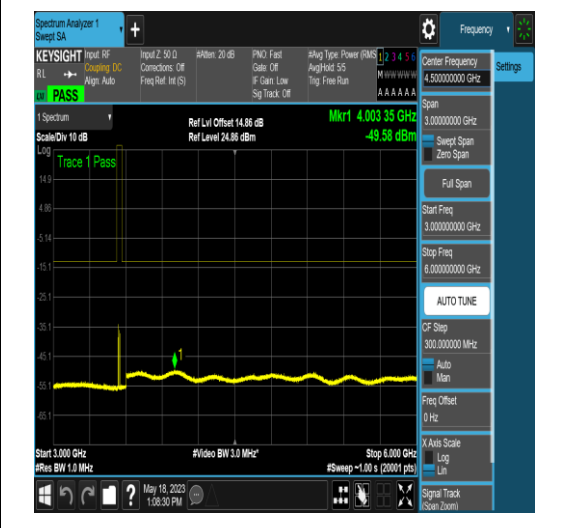 Spectrum Analyzer 1
Swept SA
Frequency
KEYSIGHT
RL
PASS
Input: RF
Coupling: DC
Align: Auto
Input Z: 50 Ω
Corrections: Off
Freq Ref: Int (S)
#Atten: 20 dB
PNO: Fast
Gate: Off
IF Gain: Low
Sig Track: Off
#Avg Type: Power (RMS
Avg|Hold: 5/5
Trig: Free Run
1 2 3 4 5 6
M W W W W W
A A A A A A
1 Spectrum
Scale/Div 10 dB
Ref Lvl Offset 14.86 dB
Ref Level 24.86 dBm
Mkr1 4.003 35 GHz
-49.58 dBm
Log
Trace 1 Pass
14.9
4.86
-5.14
-15.1
-25.1
-35.1
-45.1
-55.1
-65.1
1
Start 3.000 GHz
#Res BW 1.0 MHz
#Video BW 3.0 MHz*
Stop 6.000 GHz
#Sweep ~1.00 s (20001 pts)
May 18, 2023
1:08:30 PM
Center Frequency
4.500000000 GHz
Settings
Span
3.00000000 GHz
Swept Span
Zero Span
Full Span
Start Freq
3.000000000 GHz
Stop Freq
6.000000000 GHz
AUTO TUNE
CF Step
300.000000 MHz
Auto
Man
Freq Offset
0 Hz
X Axis Scale
Log
Lin
Signal Track
(Span Zoom)